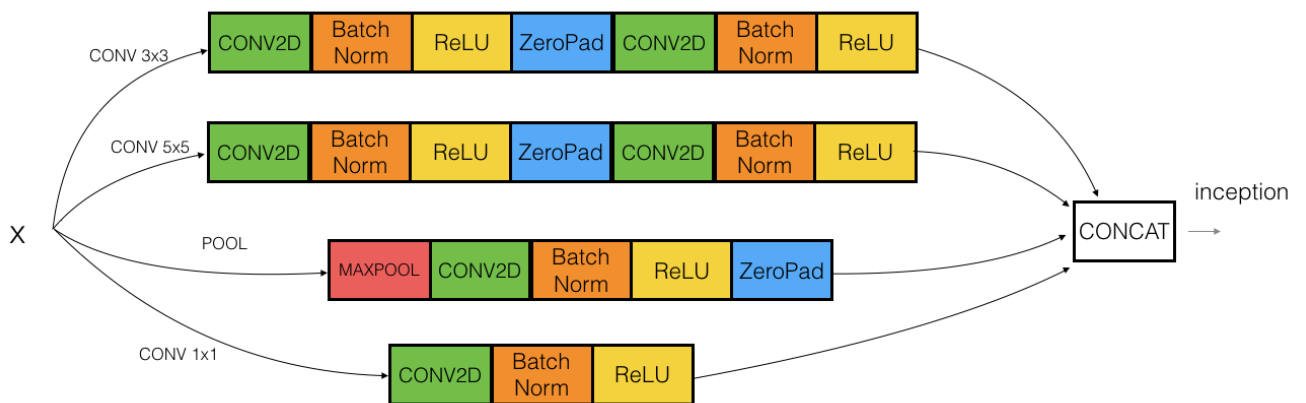 CONV 3x3
CONV2D
Batch
Norm
ReLU
ZeroPad
CONV2D
Batch
Norm
ReLU
CONV 5x5
CONV2D
Batch
Norm
ReLU
ZeroPad
CONV2D
Batch
Norm
ReLU
X
POOL
MAXPOOL
CONV2D
Batch
Norm
ReLU
ZeroPad
CONV 1x1
CONV2D
Batch
Norm
ReLU
CONCAT
inception